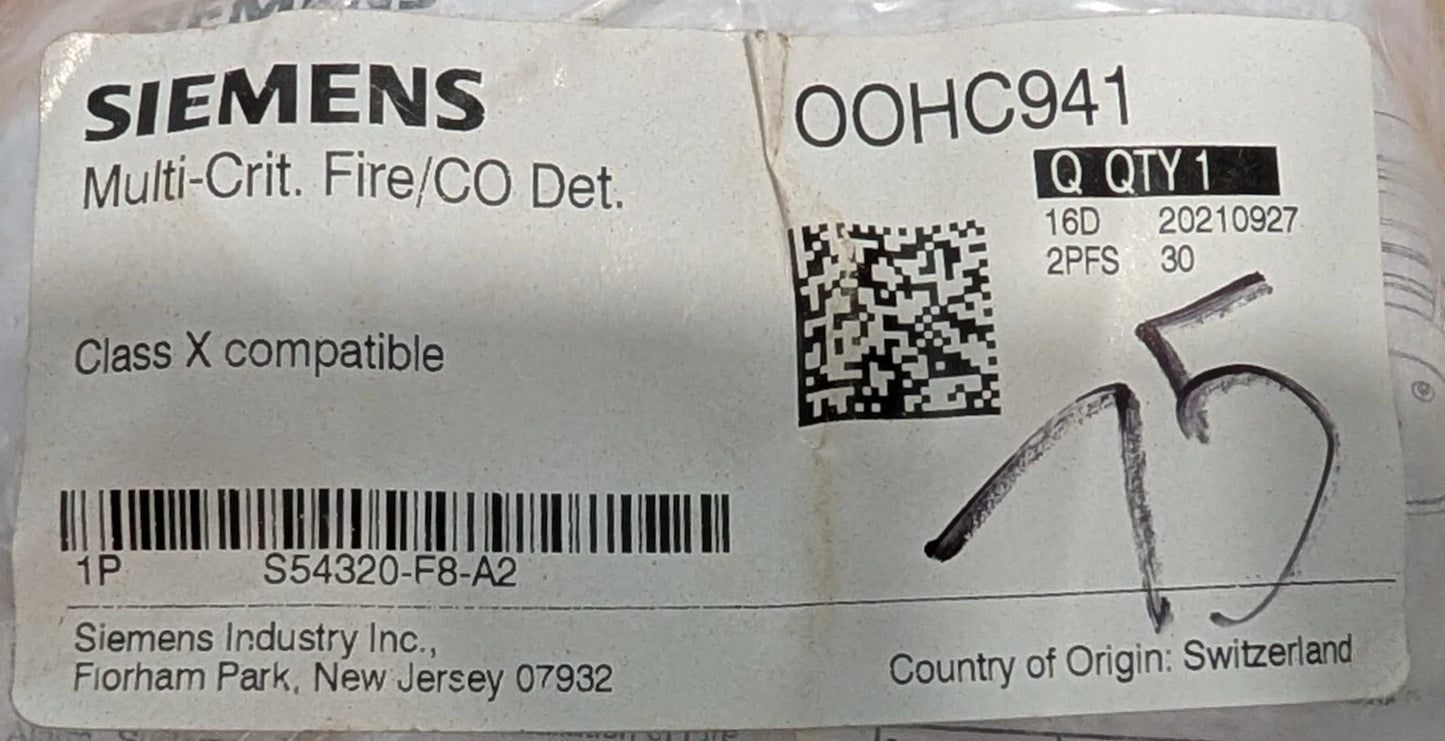 SIEMENS
Multi-Crit. Fire/CO Det.
OOHC941
Q QTY 1
16D 20210927
2PFS 30
Class X compatible
15
1P S54320-F8-A2
Siemens Industry Inc.,
Florham Park, New Jersey 07932
Country of Origin: Switzerland